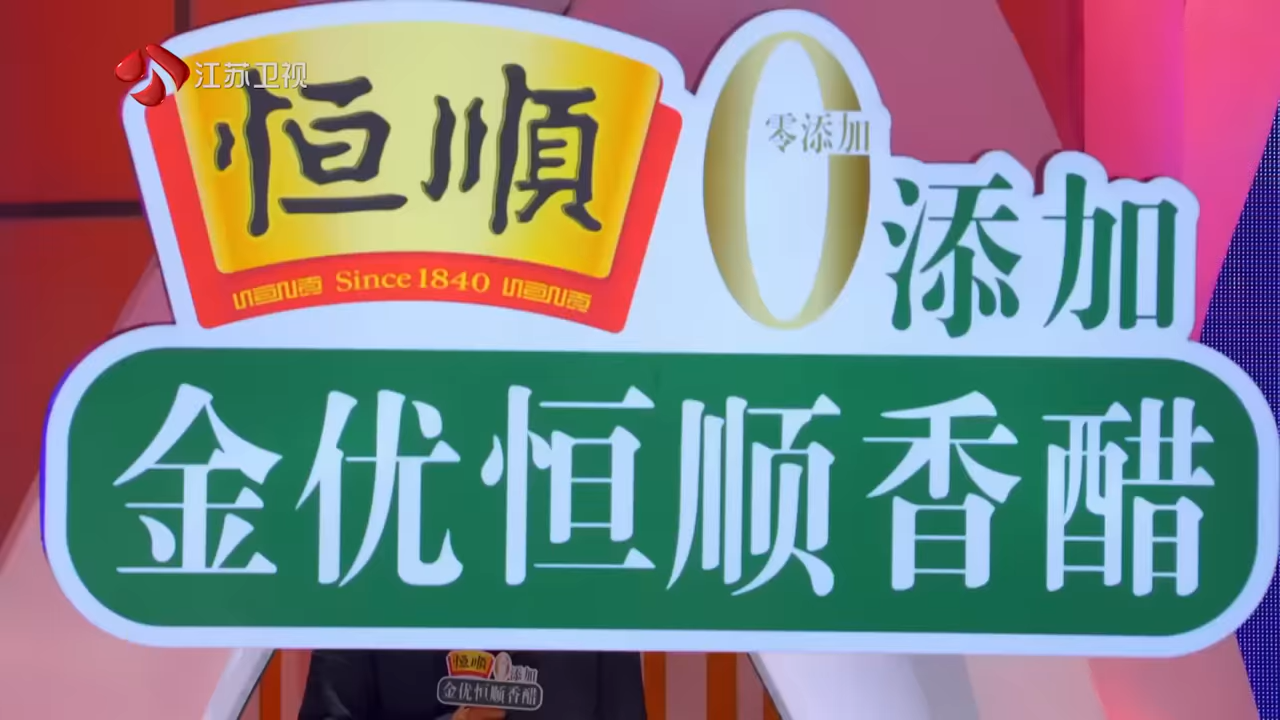 江苏卫视
恒順
零添加
0添加
Since 1840
金优恒顺香醋
恒順 0添加
金优恒顺香醋